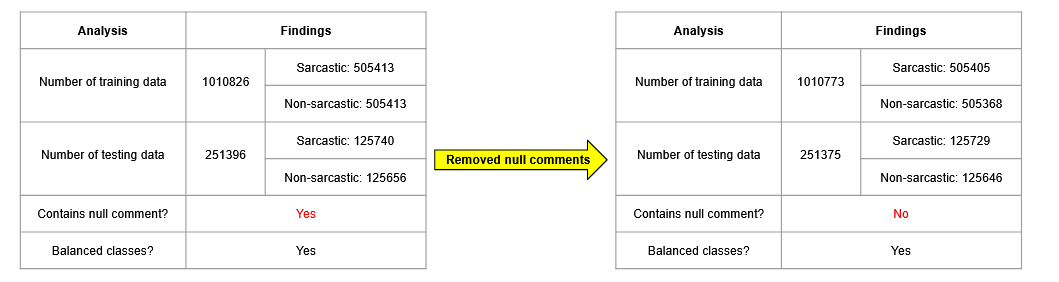 Analysis Findings
Number of training data 1010826 Sarcastic: 505413
Non-sarcastic: 505413
Number of testing data 251396 Sarcastic: 125740
Non-sarcastic: 125656
Contains null comment? Yes
Balanced classes? Yes
Removed null comments
Analysis Findings
Number of training data 1010773 Sarcastic: 505405
Non-sarcastic: 505368
Number of testing data 251375 Sarcastic: 125729
Non-sarcastic: 125646
Contains null comment? No
Balanced classes? Yes